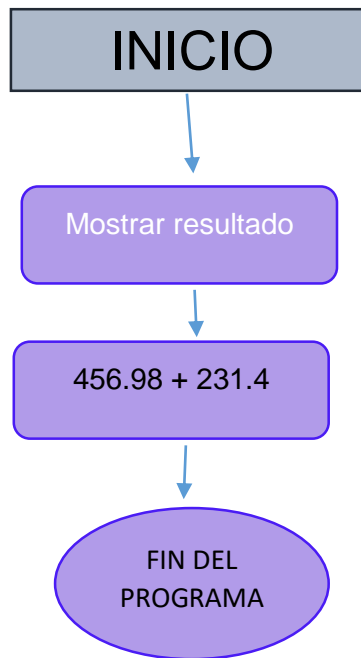 INICIO
Mostrar resultado
456.98 + 231.4
FIN DEL
PROGRAMA